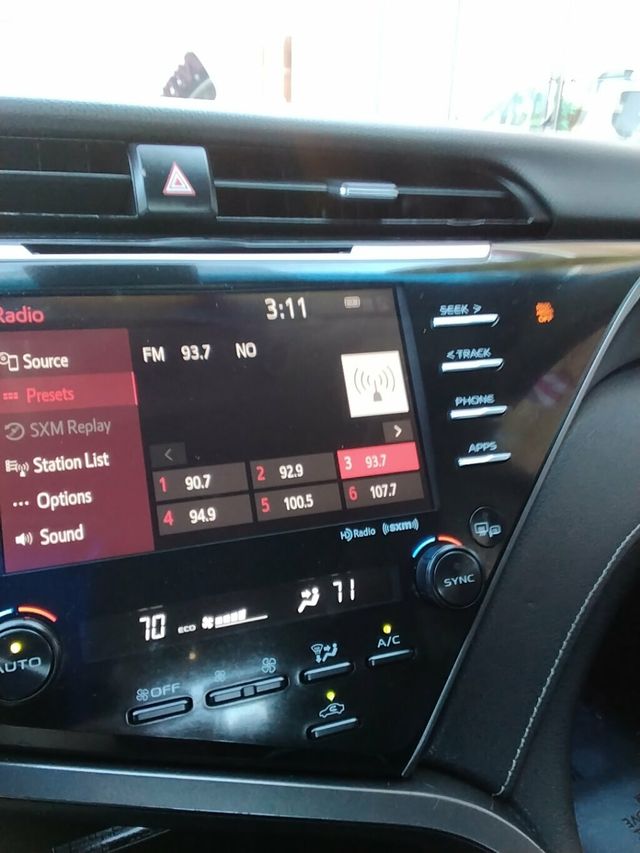 Radio
3:11
Source
FM 93.7 NO
Presets
SXM Replay
Station List
Options
Sound
1 90.7
2 92.9
3 93.7
4 94.9
5 100.5
6 107.7
HD Radio
((SXM))
SEEK >
< TRACK
PHONE
APPS
OFF
70
ECO
71
SYNC
AUTO
OFF
A/C